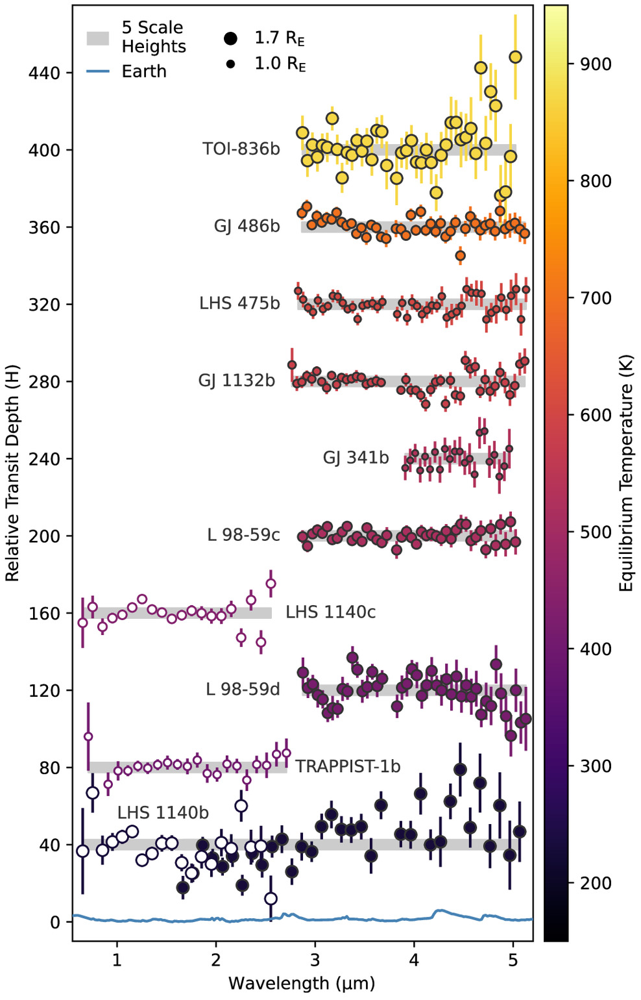 5 Scale
Heights
Earth
1.7 R_E
1.0 R_E
TOI-836b
GJ 486b
LHS 475b
GJ 1132b
GJ 341b
L 98-59c
LHS 1140c
L 98-59d
TRAPPIST-1b
LHS 1140b
440
400
360
320
280
240
200
160
120
80
40
0
Relative Transit Depth (H)
1 2 3 4 5
Wavelength (μm)
900
800
700
600
500
400
300
200
Equilibrium Temperature (K)